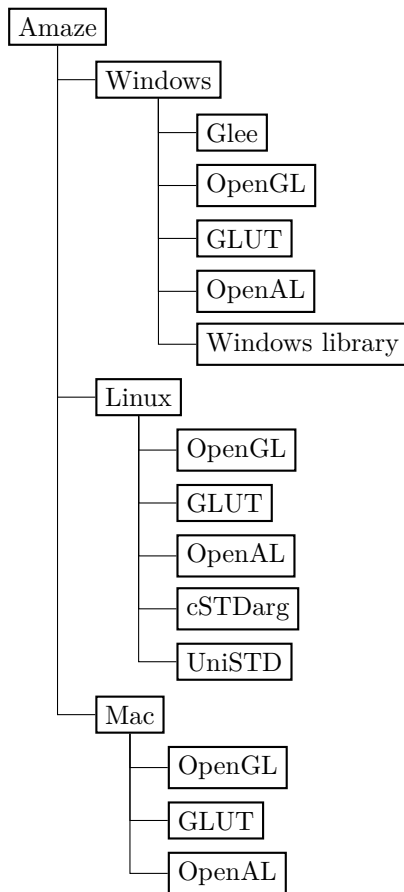 Amaze
Windows
Glee
OpenGL
GLUT
OpenAL
Windows library
Linux
OpenGL
GLUT
OpenAL
cSTDarg
UniSTD
Mac
OpenGL
GLUT
OpenAL